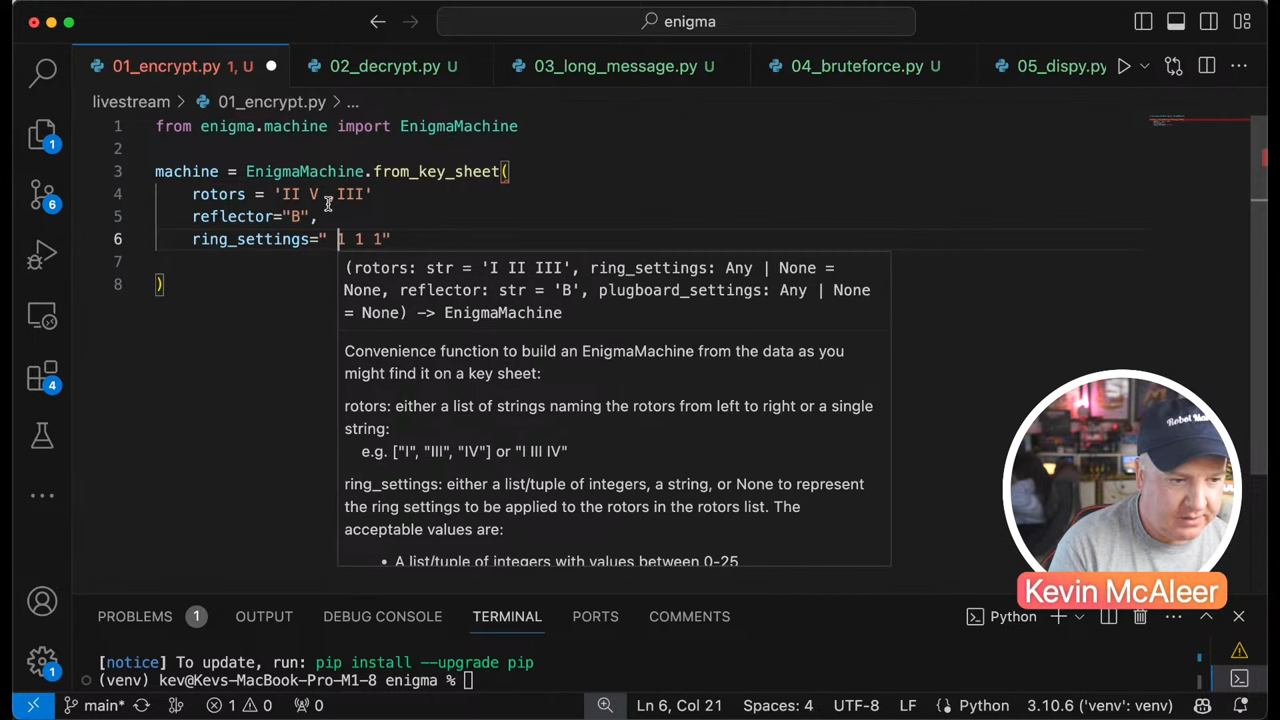 enigma
01_encrypt.py 1, U
02_decrypt.py U
03_long_message.py U
04_bruteforce.py U
05_dispy.py
livestream > 01_encrypt.py > ...
1 from enigma.machine import EnigmaMachine
2
3 machine = EnigmaMachine.from_key_sheet(
4 rotors = 'II V III'
5 reflector="B",
6 ring_settings=" 1 1 1"
7
8 )
(rotors: str = 'I II III', ring_settings: Any | None =
None, reflector: str = 'B', plugboard_settings: Any | None
= None) -> EnigmaMachine
Convenience function to build an EnigmaMachine from the data as you
might find it on a key sheet:
rotors: either a list of strings naming the rotors from left to right or a single
string:
e.g. ["I", "III", "IV"] or "I III IV"
ring_settings: either a list/tuple of integers, a string, or None to represent
the ring settings to be applied to the rotors in the rotors list. The
acceptable values are:
• A list/tuple of integers with values between 0-25
1
6
4
1
Kevin McAleer
PROBLEMS 1 OUTPUT DEBUG CONSOLE TERMINAL PORTS COMMENTS
Python
[notice] To update, run: pip install --upgrade pip
(venv) kev@Kevs-MacBook-Pro-M1-8 enigma %
main* 1 0 0 Ln 6, Col 21 Spaces: 4 UTF-8 LF Python 3.10.6 ('venv': venv)